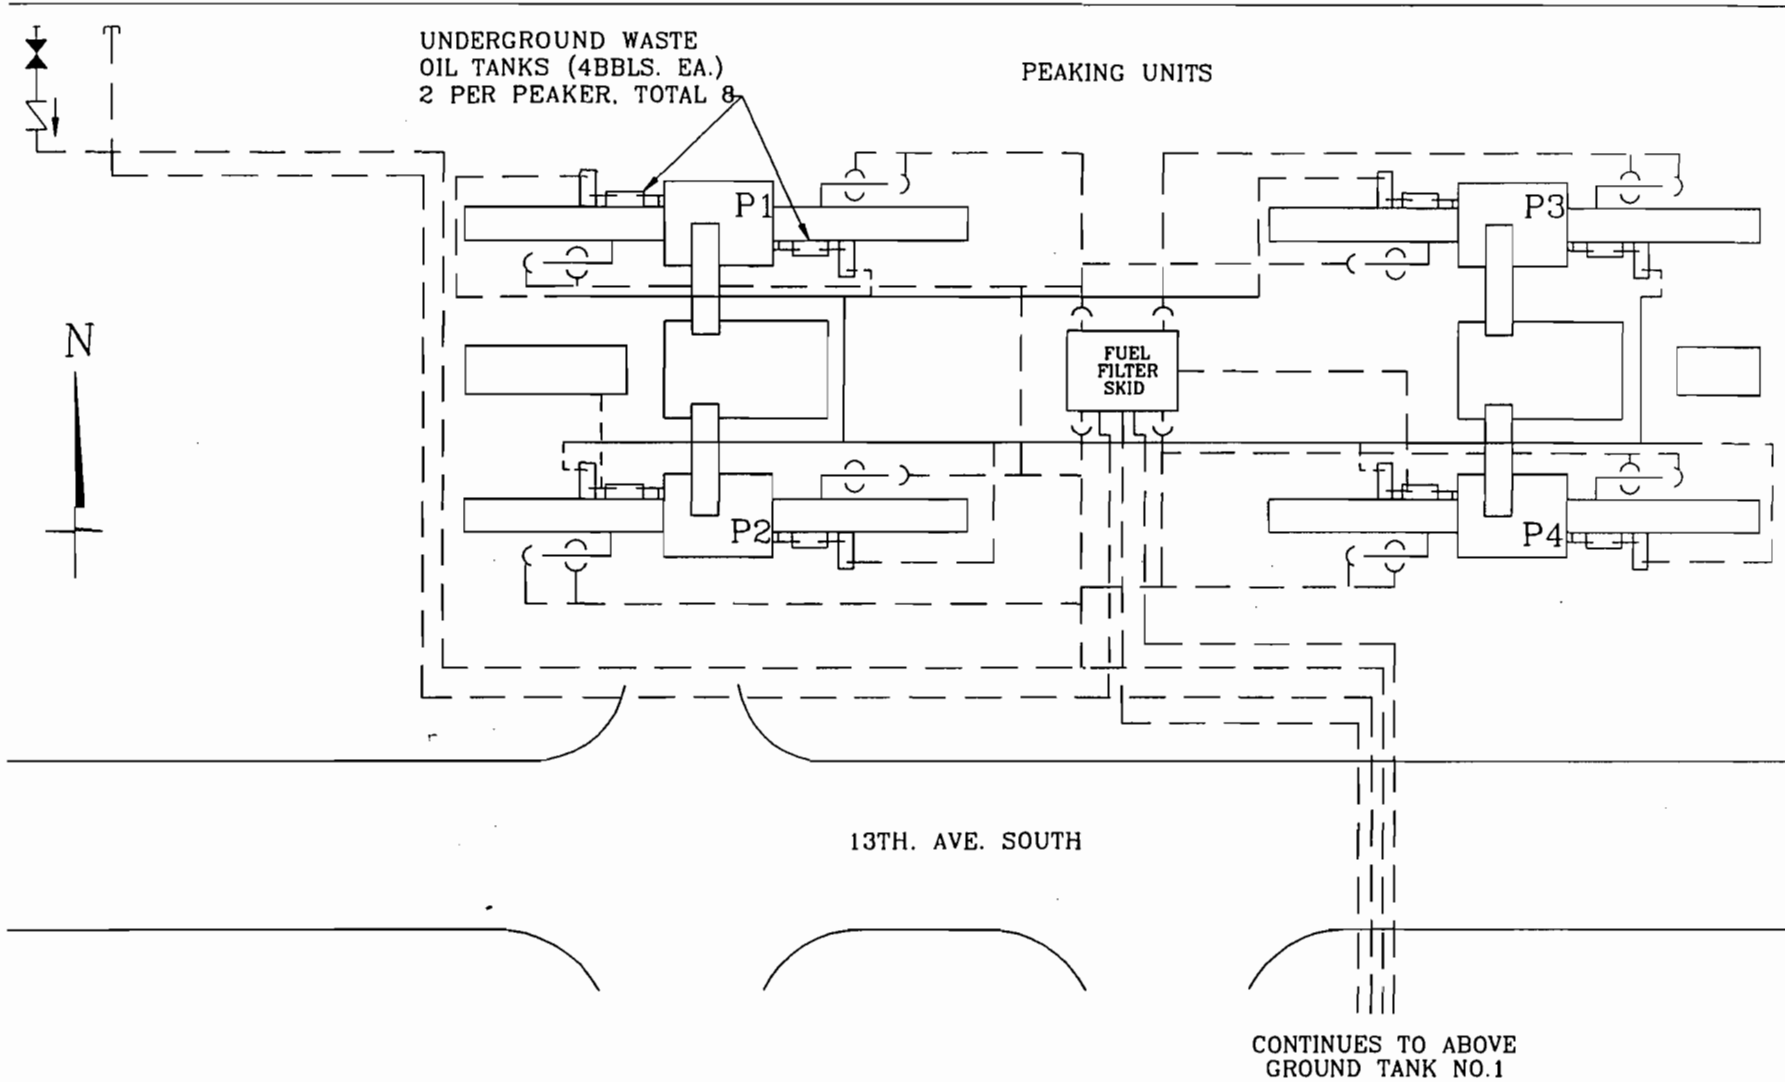 UNDERGROUND WASTE
OIL TANKS (4BBLS. EA.)
2 PER PEAKER, TOTAL 8
PEAKING UNITS
P1
P3
N
FUEL
FILTER
SKID
P2
P4
13TH. AVE. SOUTH
CONTINUES TO ABOVE
GROUND TANK NO.1